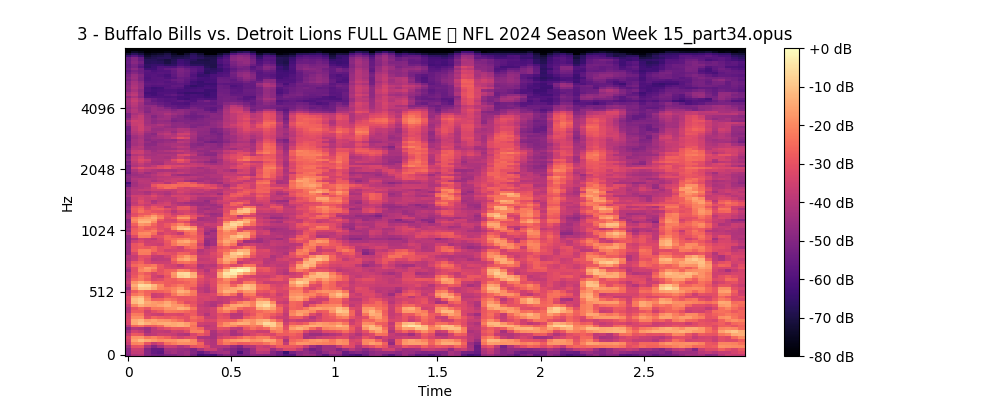 3 - Buffalo Bills vs. Detroit Lions FULL GAME ▯ NFL 2024 Season Week 15_part34.opus
+0 dB
-10 dB
-20 dB
-30 dB
-40 dB
-50 dB
-60 dB
-70 dB
-80 dB
4096
2048
1024
512
0
Hz
0 0.5 1 1.5 2 2.5
Time